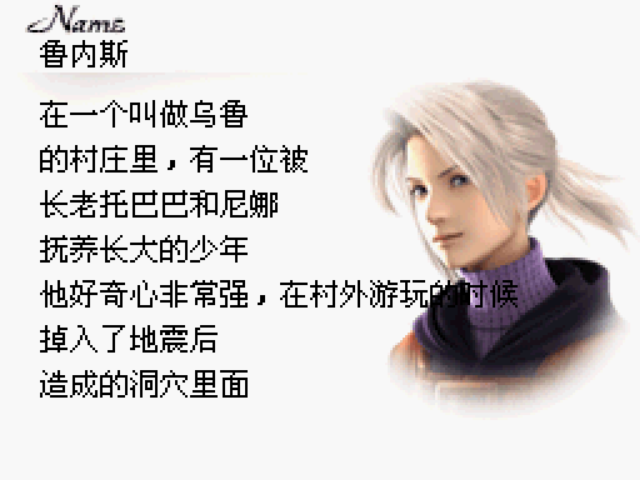 Name
鲁内斯
在一个叫做乌鲁
的村庄里，有一位被
长老托巴巴和尼娜
抚养长大的少年
他好奇心非常强，在村外游玩的时候
掉入了地震后
造成的洞穴里面